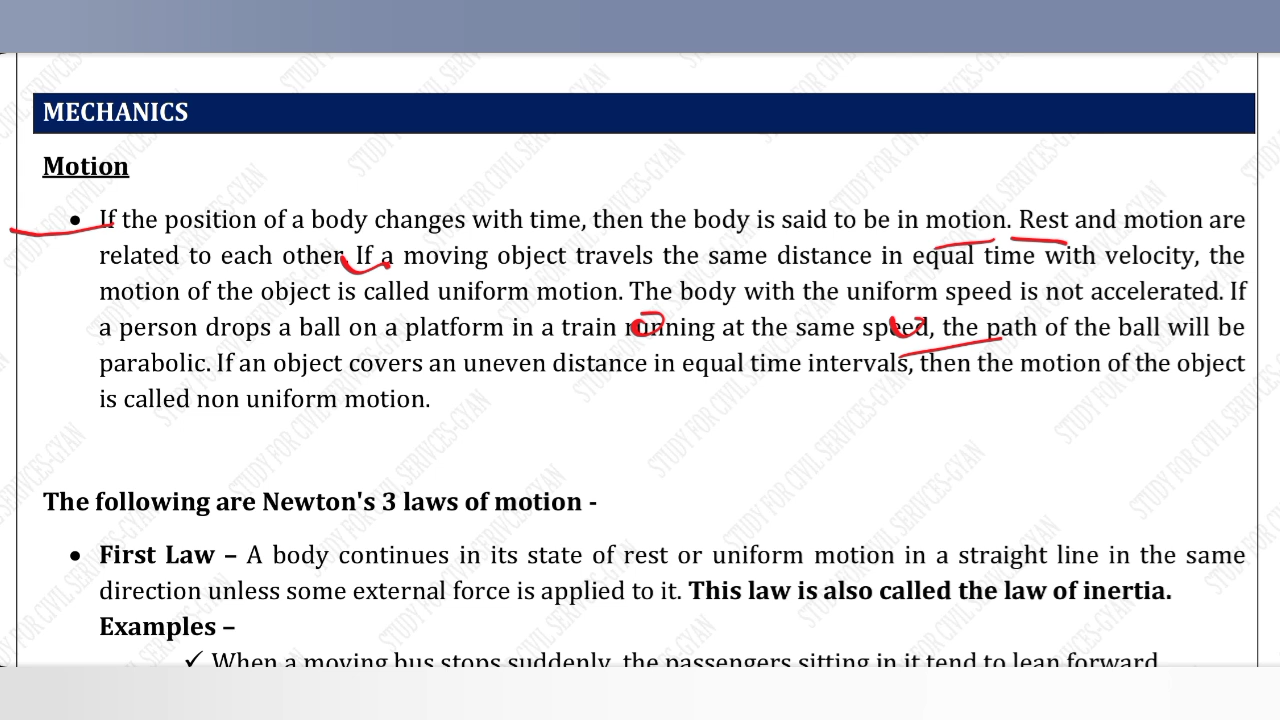 MECHANICS
Motion
• If the position of a body changes with time, then the body is said to be in motion. Rest and motion are
related to each other. If a moving object travels the same distance in equal time with velocity, the
motion of the object is called uniform motion. The body with the uniform speed is not accelerated. If
a person drops a ball on a platform in a train running at the same speed, the path of the ball will be
parabolic. If an object covers an uneven distance in equal time intervals, then the motion of the object
is called non uniform motion.
The following are Newton's 3 laws of motion -
• First Law – A body continues in its state of rest or uniform motion in a straight line in the same
direction unless some external force is applied to it. This law is also called the law of inertia.
Examples –
✓ When a moving bus stops suddenly, the passengers sitting in it tend to lean forward
STUDY FOR CIVIL SERIVCES-GYAN